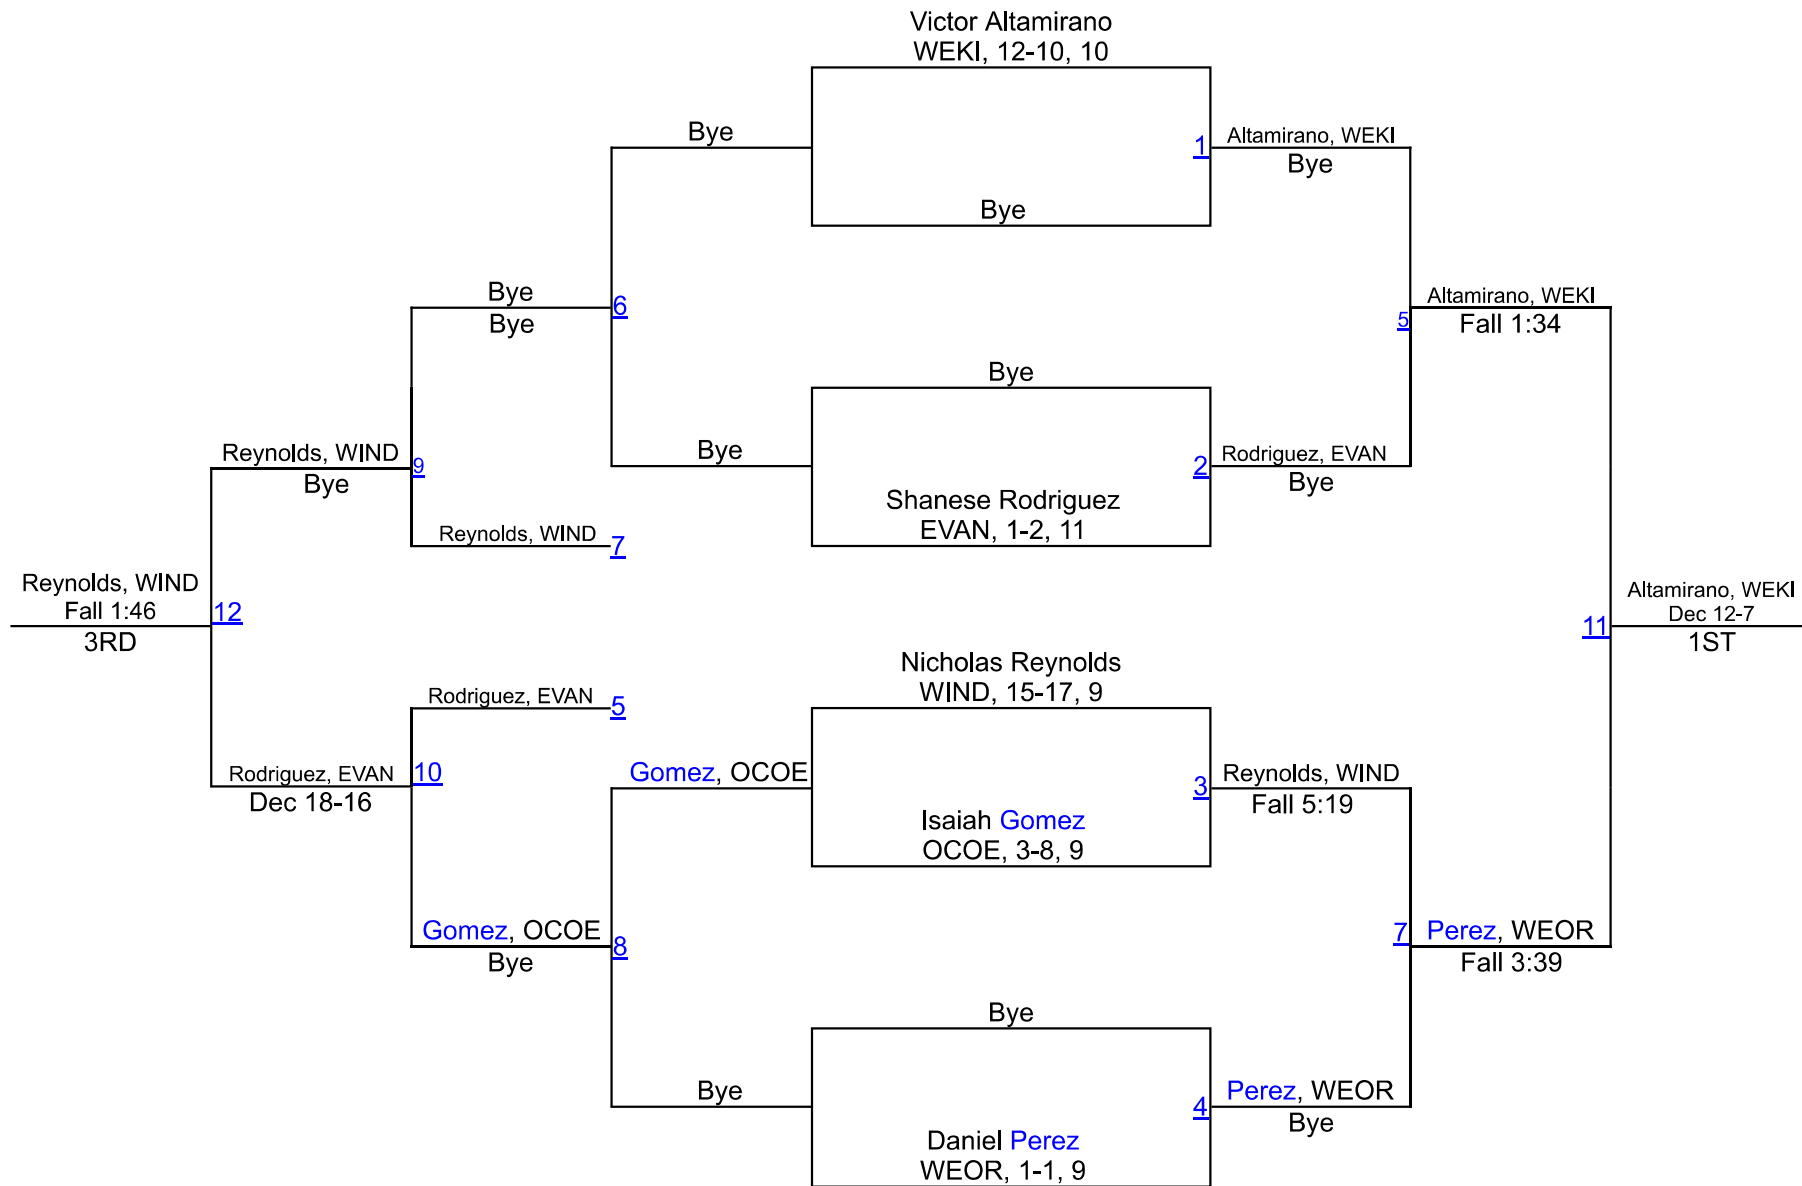 Victor Altamirano
WEKI, 12-10, 10
Bye
1
Altamirano, WEKI
Bye
Bye
Bye
Bye
6
Altamirano, WEKI
5
Fall 1:34
Bye
Bye
Reynolds, WIND
Bye
9
2
Rodriguez, EVAN
Bye
Shanese Rodriguez
EVAN, 1-2, 11
Reynolds, WIND
7
Reynolds, WIND
Fall 1:46
3RD
12
Altamirano, WEKI
Dec 12-7
1ST
11
Nicholas Reynolds
WIND, 15-17, 9
Rodriguez, EVAN
5
Rodriguez, EVAN
Dec 18-16
10
Gomez, OCOE
3
Reynolds, WIND
Fall 5:19
Isaiah Gomez
OCOE, 3-8, 9
Gomez, OCOE
Bye
8
7
Perez, WEOR
Fall 3:39
Bye
Bye
4
Perez, WEOR
Bye
Daniel Perez
WEOR, 1-1, 9